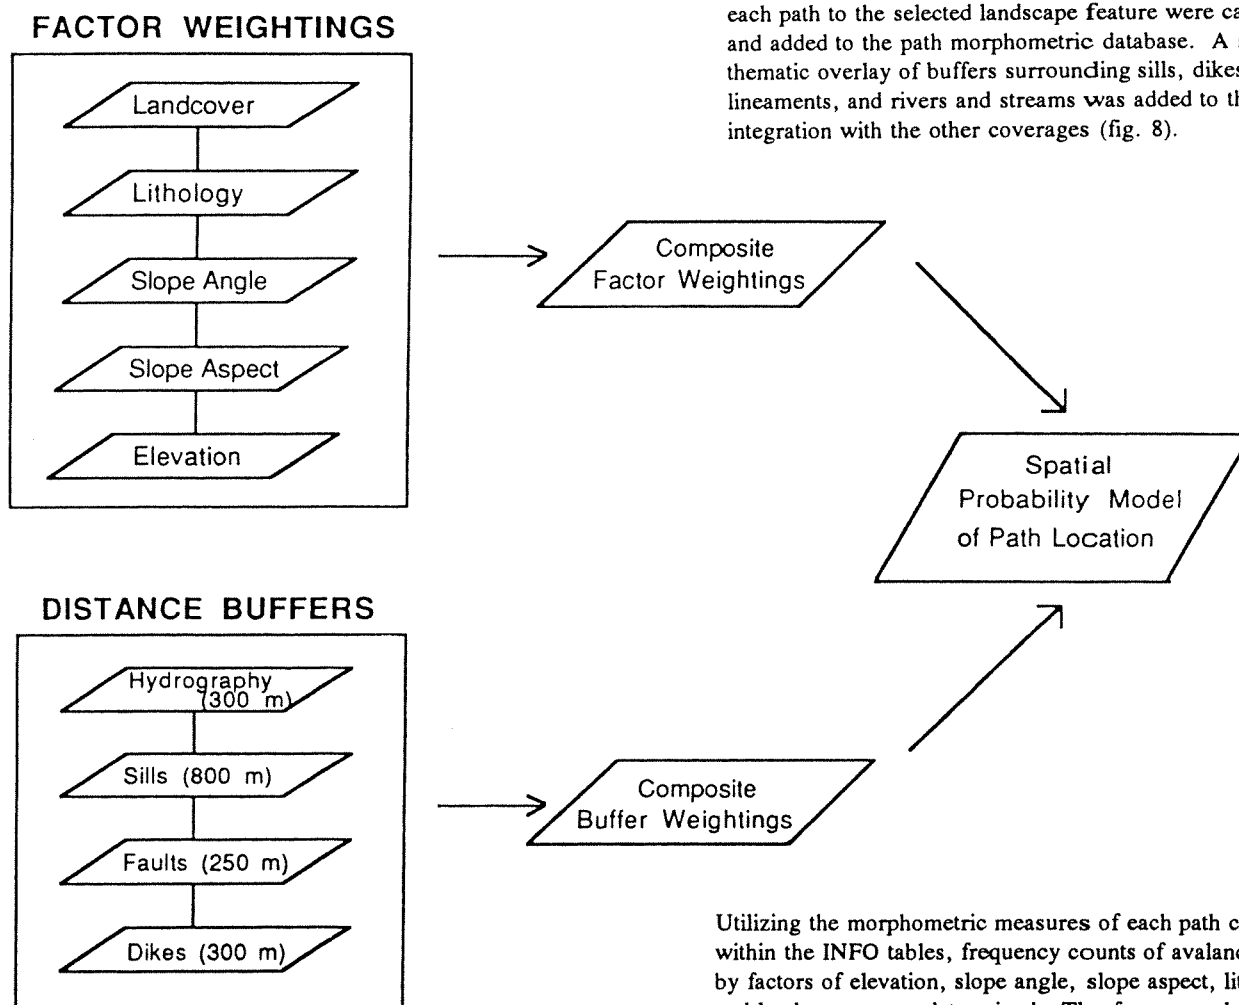 FACTOR WEIGHTINGS
Landcover
Lithology
Slope Angle
Slope Aspect
Elevation
each path to the selected landscape feature were
and added to the path morphometric database. A
thematic overlay of buffers surrounding sills, dikes
lineaments, and rivers and streams was added to
integration with the other coverages (fig. 8).
Composite
Factor Weightings
Spatial
Probability Model
of Path Location
DISTANCE BUFFERS
Hydrography
(300 m)
Sills (800 m)
Faults (250 m)
Dikes (300 m)
Composite
Buffer Weightings
Utilizing the morphometric measures of each path
within the INFO tables, frequency counts of
by factors of elevation, slope angle, slope aspect,